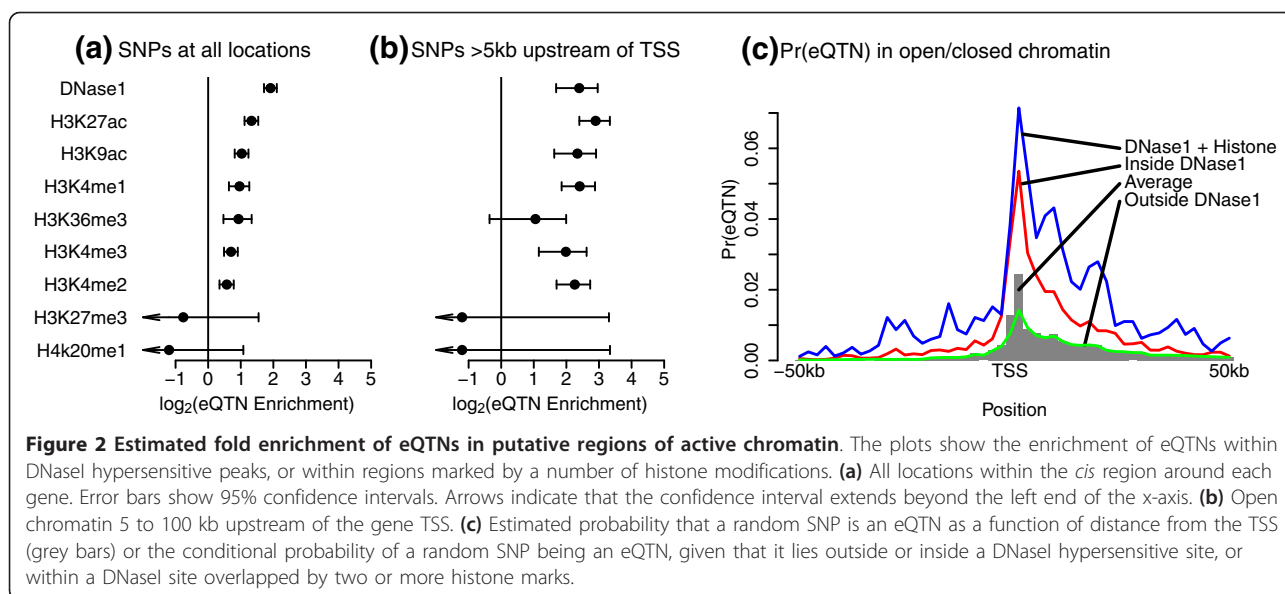 (a) SNPs at all locations
(b) SNPs >5kb upstream of TSS
(c) Pr(eQTN) in open/closed chromatin
DNase1
H3K27ac
H3K9ac
H3K4me1
H3K36me3
H3K4me3
H3K4me2
H3K27me3
H4k20me1
−1 0 1 2 3 4 5
log2(eQTN Enrichment)
−1 0 1 2 3 4 5
log2(eQTN Enrichment)
Pr(eQTN)
0.00 0.02 0.04 0.06
DNase1 + Histone
Inside DNase1
Average
Outside DNase1
−50kb TSS 50kb
Position
Figure 2 Estimated fold enrichment of eQTNs in putative regions of active chromatin. The plots show the enrichment of eQTNs within
DNaseI hypersensitive peaks, or within regions marked by a number of histone modifications. (a) All locations within the cis region around each
gene. Error bars show 95% confidence intervals. Arrows indicate that the confidence interval extends beyond the left end of the x-axis. (b) Open
chromatin 5 to 100 kb upstream of the gene TSS. (c) Estimated probability that a random SNP is an eQTN as a function of distance from the TSS
(grey bars) or the conditional probability of a random SNP being an eQTN, given that it lies outside or inside a DNaseI hypersensitive site, or
within a DNaseI site overlapped by two or more histone marks.